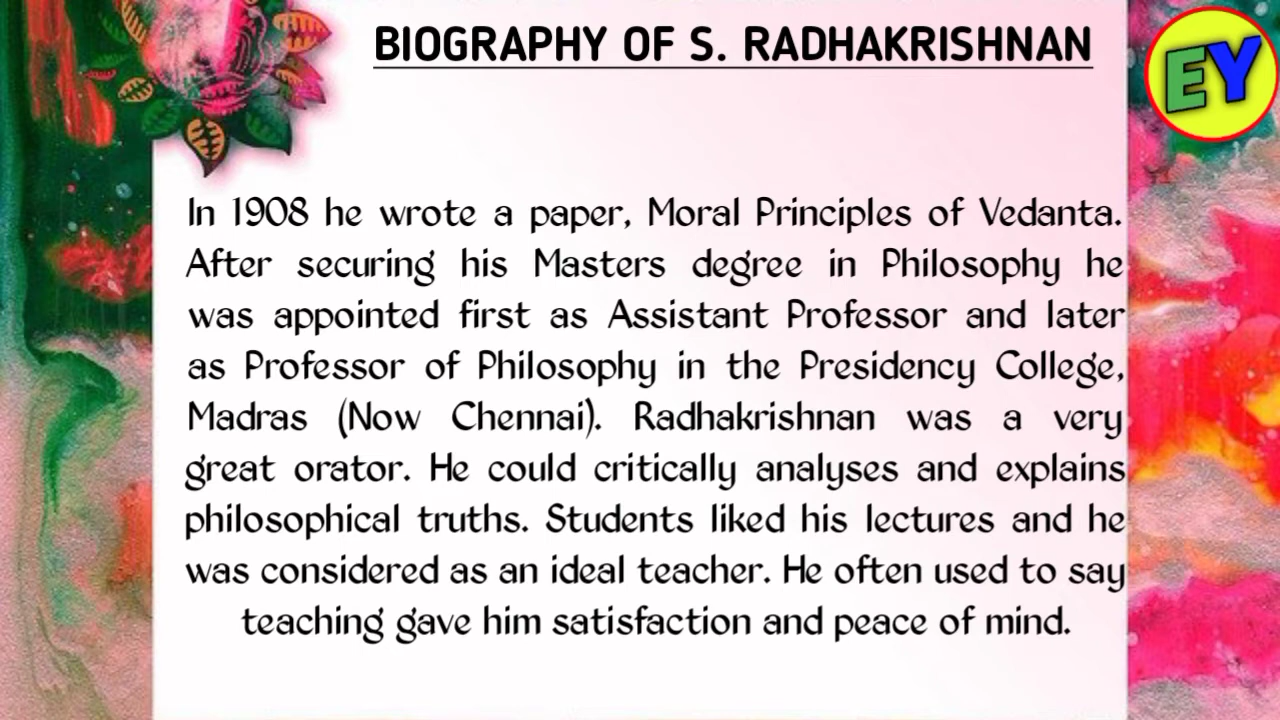 BIOGRAPHY OF S. RADHAKRISHNAN
EY
In 1908 he wrote a paper, Moral Principles of Vedanta.
After securing his Masters degree in Philosophy he
was appointed first as Assistant Professor and later
as Professor of Philosophy in the Presidency College,
Madras (Now Chennai). Radhakrishnan was a very
great orator. He could critically analyses and explains
philosophical truths. Students liked his lectures and he
was considered as an ideal teacher. He often used to say
teaching gave him satisfaction and peace of mind.